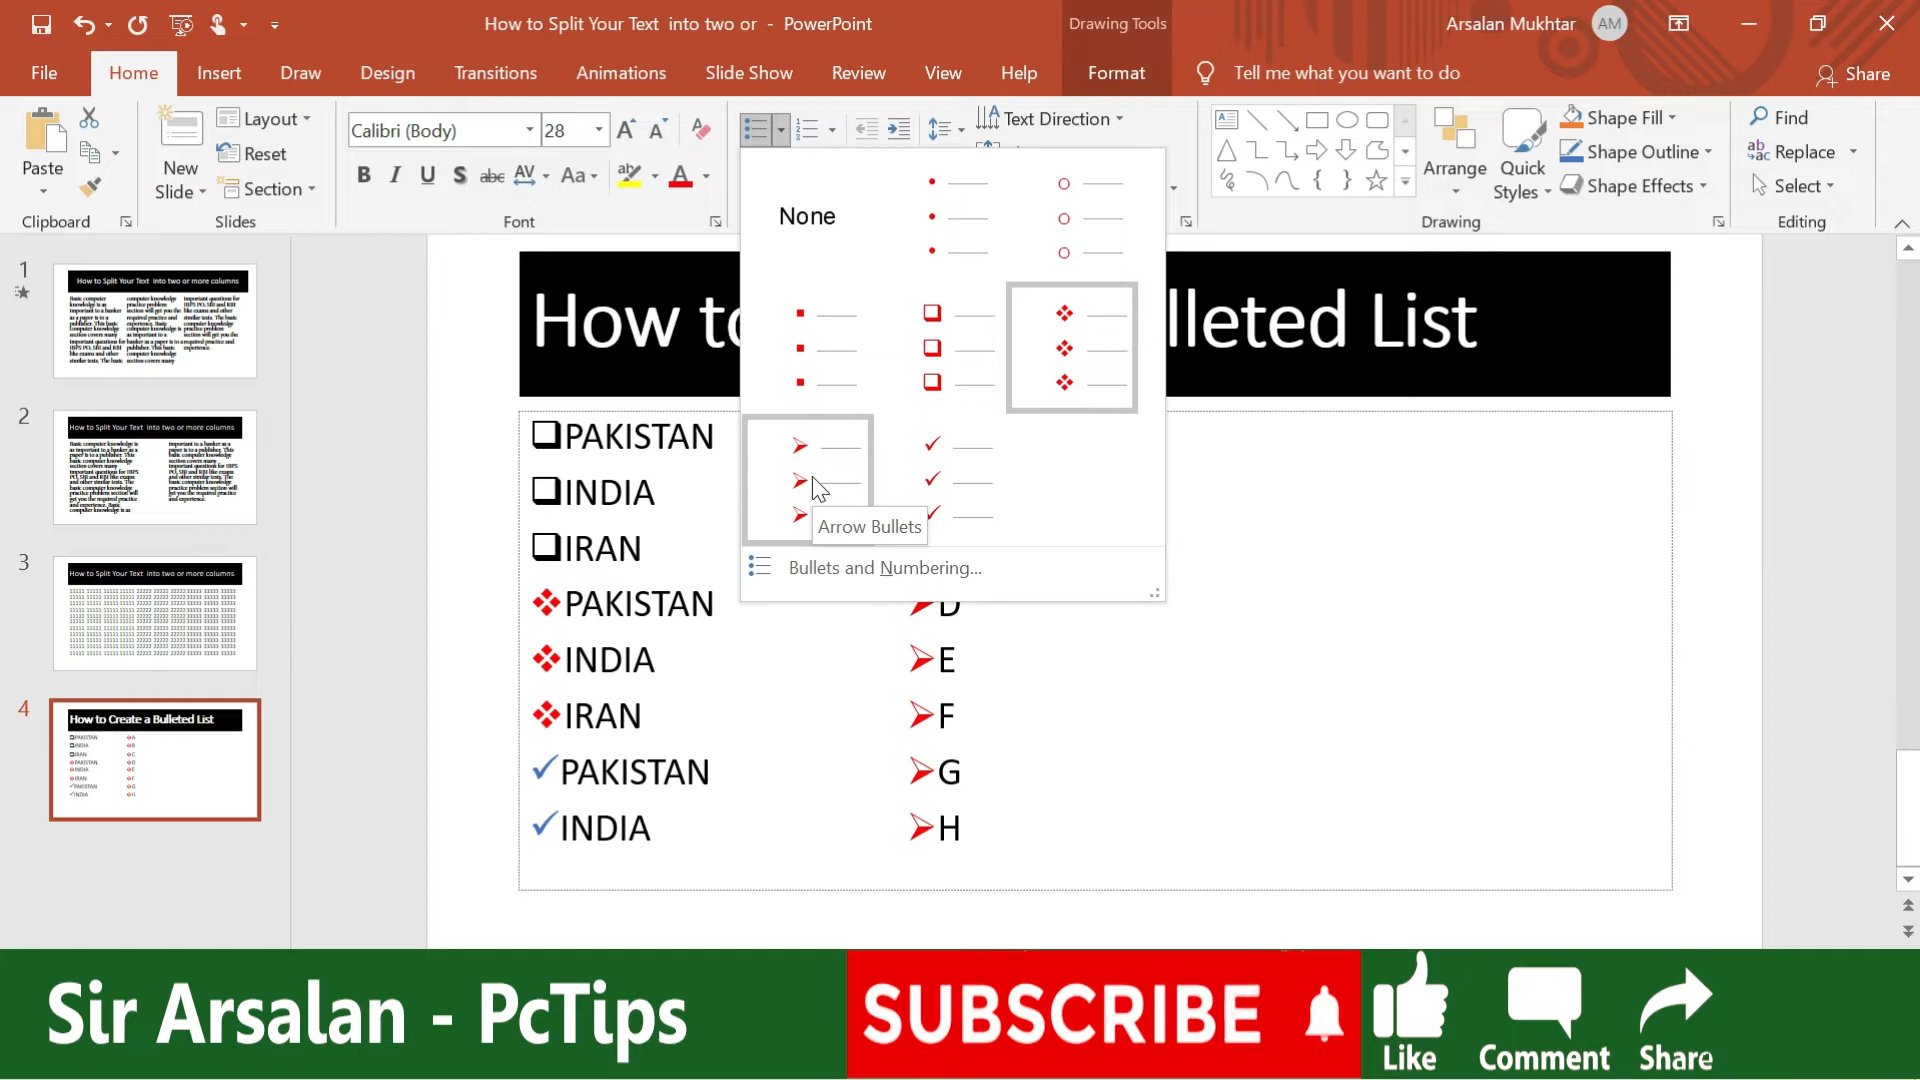 How to Split Your Text into two or - PowerPoint
Drawing Tools
Arsalan Mukhtar AM
File Home Insert Draw Design Transitions Animations Slide Show Review View Help Format Tell me what you want to do Share
Paste
Clipboard
New Slide
Layout
Reset
Section
Slides
Calibri (Body) 28
B I U S abc AV Aa A
Font
Text Direction
Arrange
Quick Styles
Shape Fill
Shape Outline
Shape Effects
Drawing
Find
Replace
Select
Editing
None
Arrow Bullets
Bullets and Numbering...
1
How to Split Your Text into two or more columns
2
How to Split Your Text into two or more columns
3
How to Split Your Text into two or more columns
4
How to Create a Bulleted List
How to
lleted List
PAKISTAN
INDIA
IRAN
PAKISTAN
INDIA
IRAN
PAKISTAN
INDIA
D
E
F
G
H
Sir Arsalan - PcTips
SUBSCRIBE
Like
Comment
Share